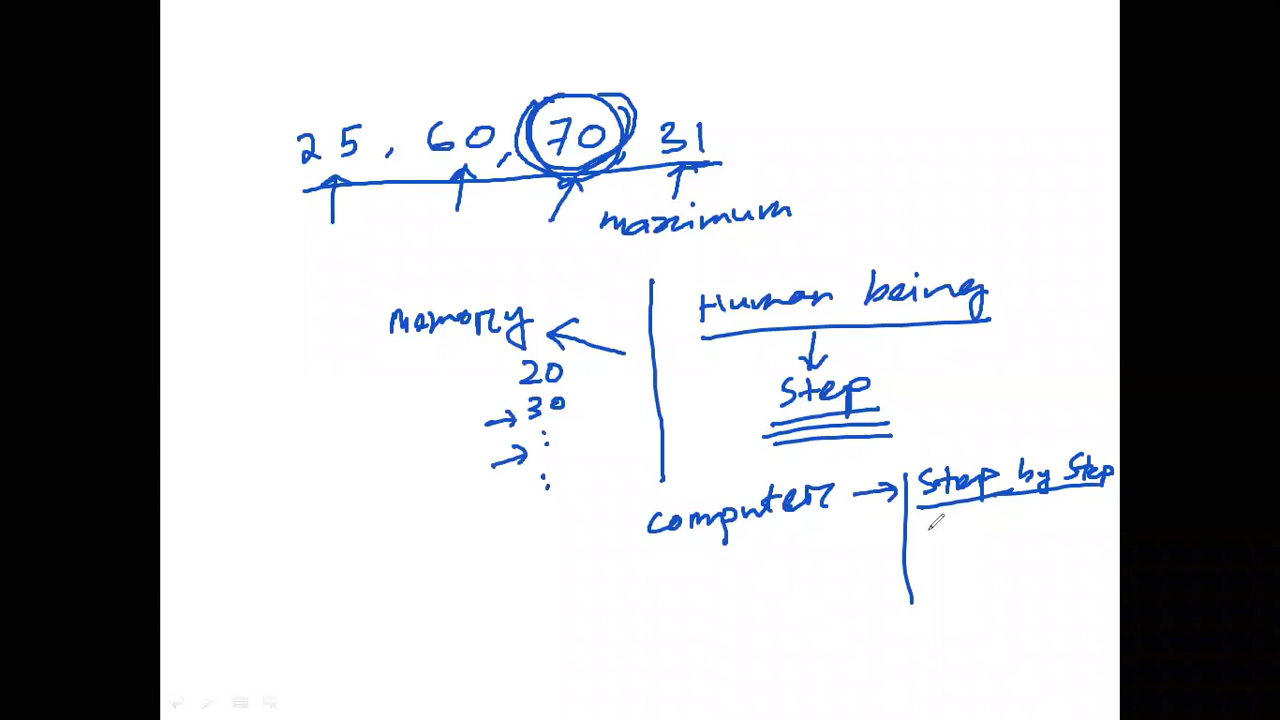 25, 60, 70 31
maximum
Human being
Memory
20
Step
30
Step by Step
computer